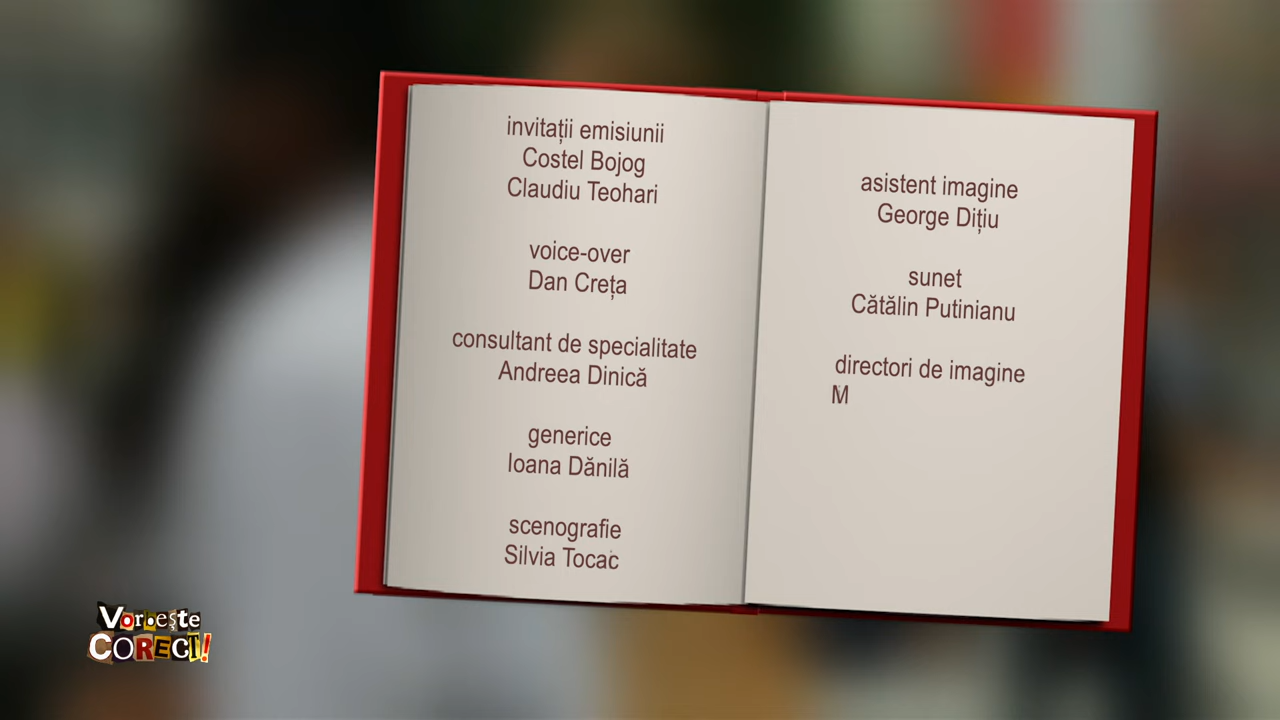 invitații emisiunii
Costel Bojog
Claudiu Teohari
voice-over
Dan Creța
consultant de specialitate
Andreea Dinică
generice
Ioana Dănilă
scenografie
Silvia Tocac
asistent imagine
George Dițiu
sunet
Cătălin Putinianu
directori de imagine
M
Vorbește
CORECT!